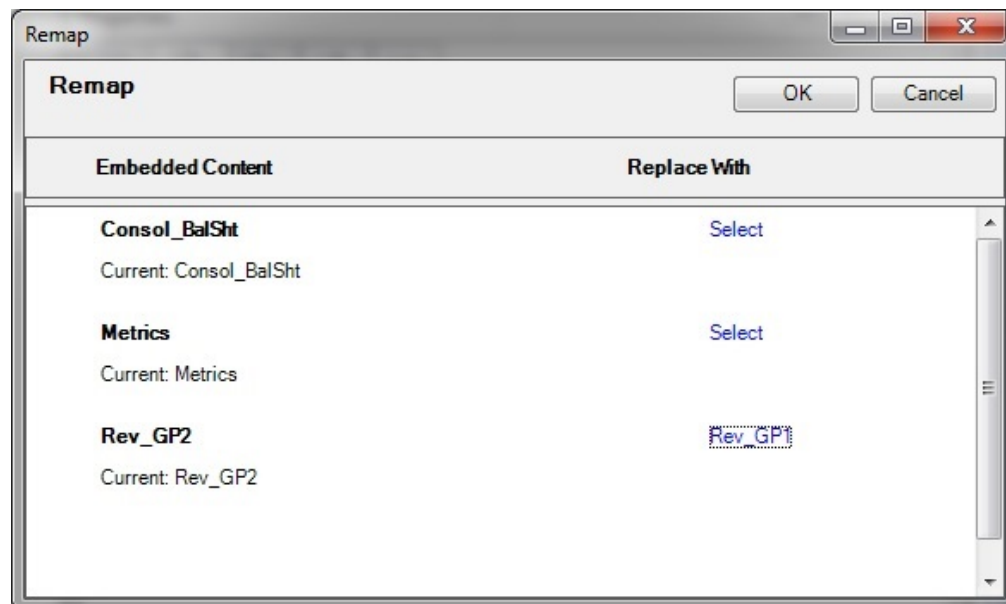 Remap
Remap
OK Cancel
Embedded Content Replace With
Consol_BalSht Select
Current: Consol_BalSht
Metrics Select
Current: Metrics
Rev_GP2 Rev_GP1
Current: Rev_GP2